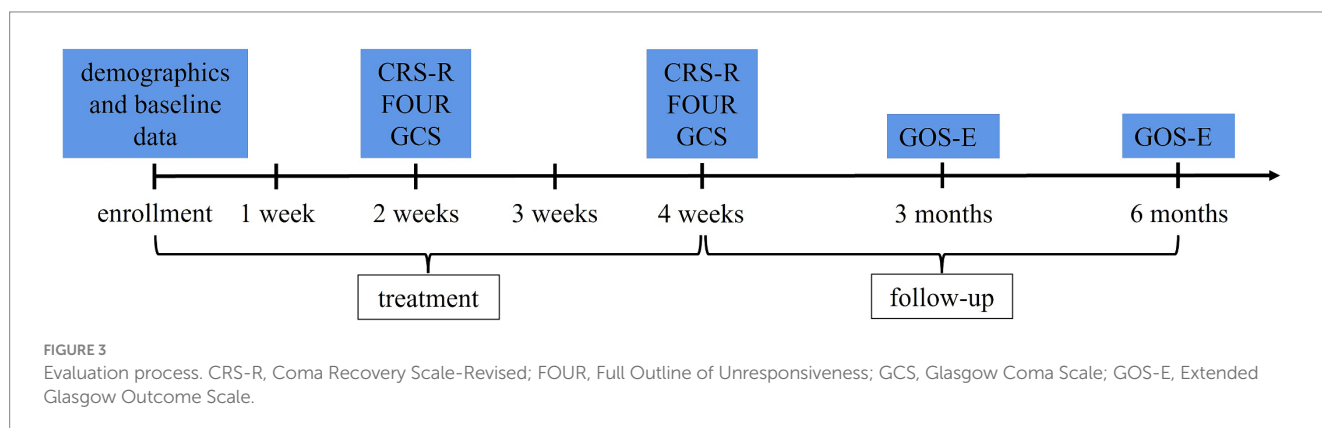 demographics
and baseline
data
CRS-R
FOUR
GCS
CRS-R
FOUR
GCS
GOS-E
GOS-E
enrollment
1 week
2 weeks
3 weeks
4 weeks
3 months
6 months
treatment
follow-up
FIGURE 3
Evaluation process. CRS-R, Coma Recovery Scale-Revised; FOUR, Full Outline of Unresponsiveness; GCS, Glasgow Coma Scale; GOS-E, Extended
Glasgow Outcome Scale.